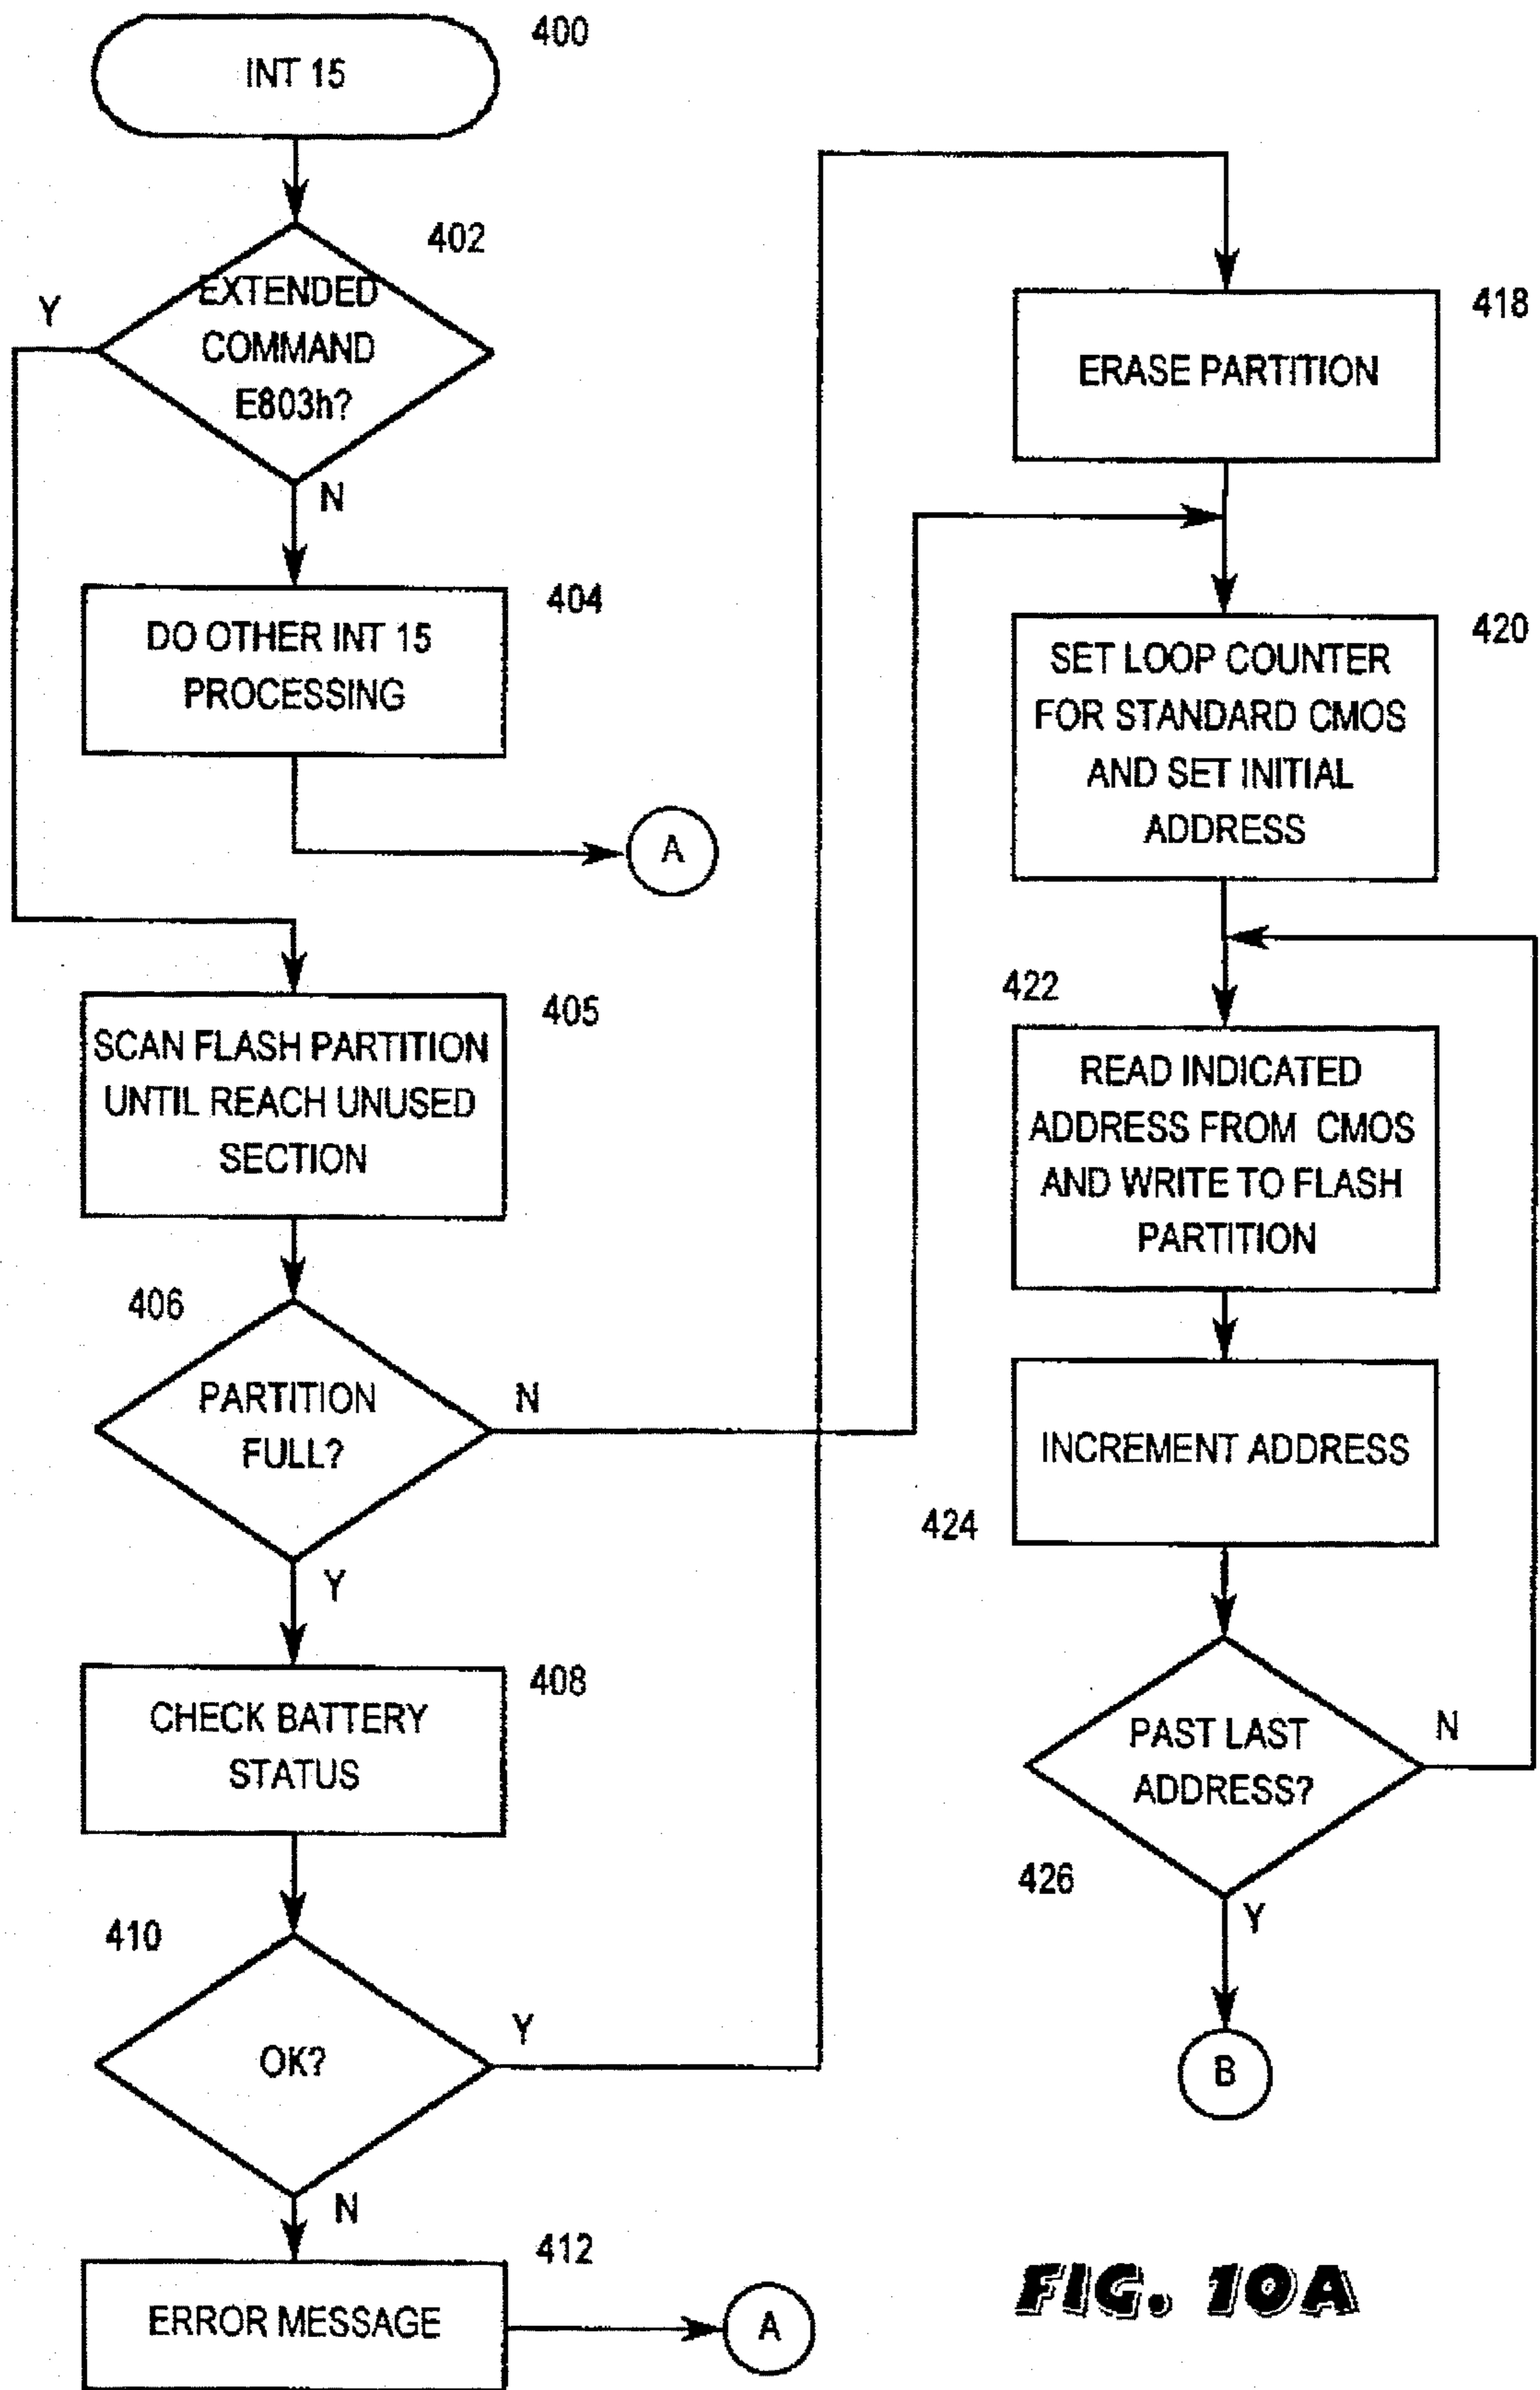 400
INT 15
402
EXTENDED
COMMAND
E803h?
Y
N
404
DO OTHER INT 15
PROCESSING
A
405
SCAN FLASH PARTITION
UNTIL REACH UNUSED
SECTION
406
PARTITION
FULL?
N
Y
408
CHECK BATTERY
STATUS
410
OK?
Y
N
412
ERROR MESSAGE
A
418
ERASE PARTITION
420
SET LOOP COUNTER
FOR STANDARD CMOS
AND SET INITIAL
ADDRESS
422
READ INDICATED
ADDRESS FROM CMOS
AND WRITE TO FLASH
PARTITION
INCREMENT ADDRESS
424
PAST LAST
ADDRESS?
N
426
Y
B
FIG. 10A